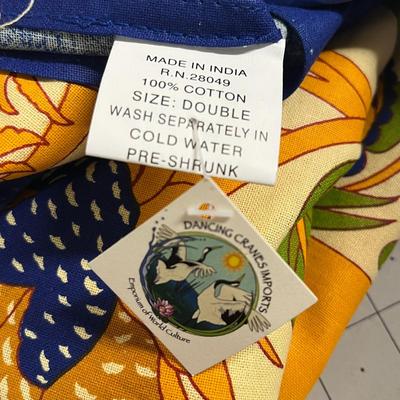 MADE IN INDIA
R.N.28049
100% COTTON
SIZE: DOUBLE
WASH SEPARATELY IN
COLD WATER
PRE-SHRUNK
DANCING CRANES IMPORTS
Emporium of World Culture